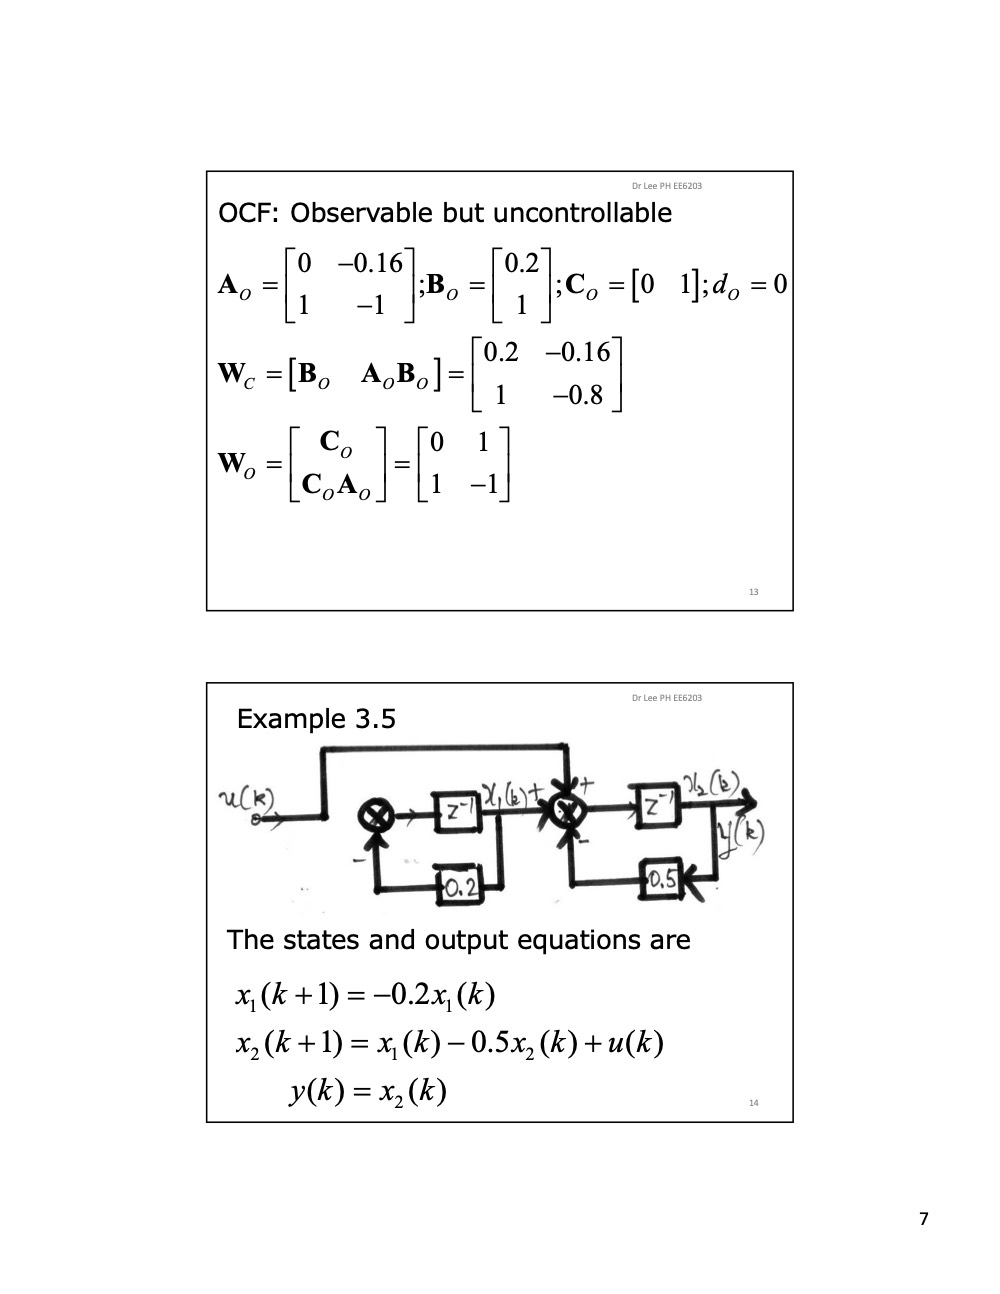 Dr Lee PH EE6203
OCF: Observable but uncontrollable
A_O = [0 −0.16; 1 −1]; B_O = [0.2; 1]; C_O = [0 1]; d_O = 0
W_C = [B_O A_O B_O] = [0.2 −0.16; 1 −0.8]
W_O = [C_O; C_O A_O] = [0 1; 1 −1]
13
Dr Lee PH EE6203
Example 3.5
u(k) − z⁻¹ x₁(k) + + − z⁻¹ x₂(k) y(k)
0.2 0.5
The states and output equations are
x₁(k+1) = −0.2x₁(k)
x₂(k+1) = x₁(k) − 0.5x₂(k) + u(k)
y(k) = x₂(k)
14
7